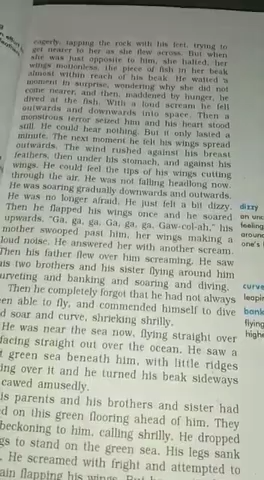 eagerly, tapping the rock with his feet, trying to
get nearer to her as she flew across. But when
she was just opposite to him, she halted, her
wings motionless, the piece of fish in her beak
almost within reach of his beak. He waited a
moment in surprise, wondering why she did not
come nearer, and then, maddened by hunger, he
dived at the fish. With a loud scream he fell
outwards and downwards into space. Then a
monstrous terror seized him and his heart stood
still. He could hear nothing. But it only lasted a
minute. The next moment he felt his wings spread
outwards. The wind rushed against his breast
feathers, then under his stomach, and against his
wings. He could feel the tips of his wings cutting
through the air. He was not falling headlong now.
He was soaring gradually downwards and outwards.
He was no longer afraid. He just felt a bit dizzy.
Then he flapped his wings once and he soared
upwards. "Ga, ga, ga, Ga, ga, ga, Gaw-col-ah," his
mother swooped past him, her wings making a
loud noise. He answered her with another scream.
Then his father flew over him screaming. He saw
his two brothers and his sister flying around him
curveting and banking and soaring and diving.
Then he completely forgot that he had not always
een able to fly, and commended himself to dive
d soar and curve, shrieking shrilly.
He was near the sea now, flying straight over
facing straight out over the ocean. He saw a
t green sea beneath him, with little ridges
ing over it and he turned his beak sideways
cawed amusedly.
is parents and his brothers and sister had
d on this green flooring ahead of him. They
beckoning to him, calling shrilly. He dropped
gs to stand on the green sea. His legs sank
. He screamed with fright and attempted to
ain flapping his wings. But
dizzy
an unc
feeling
around
one's
curve
leapin
bank
flying
highe